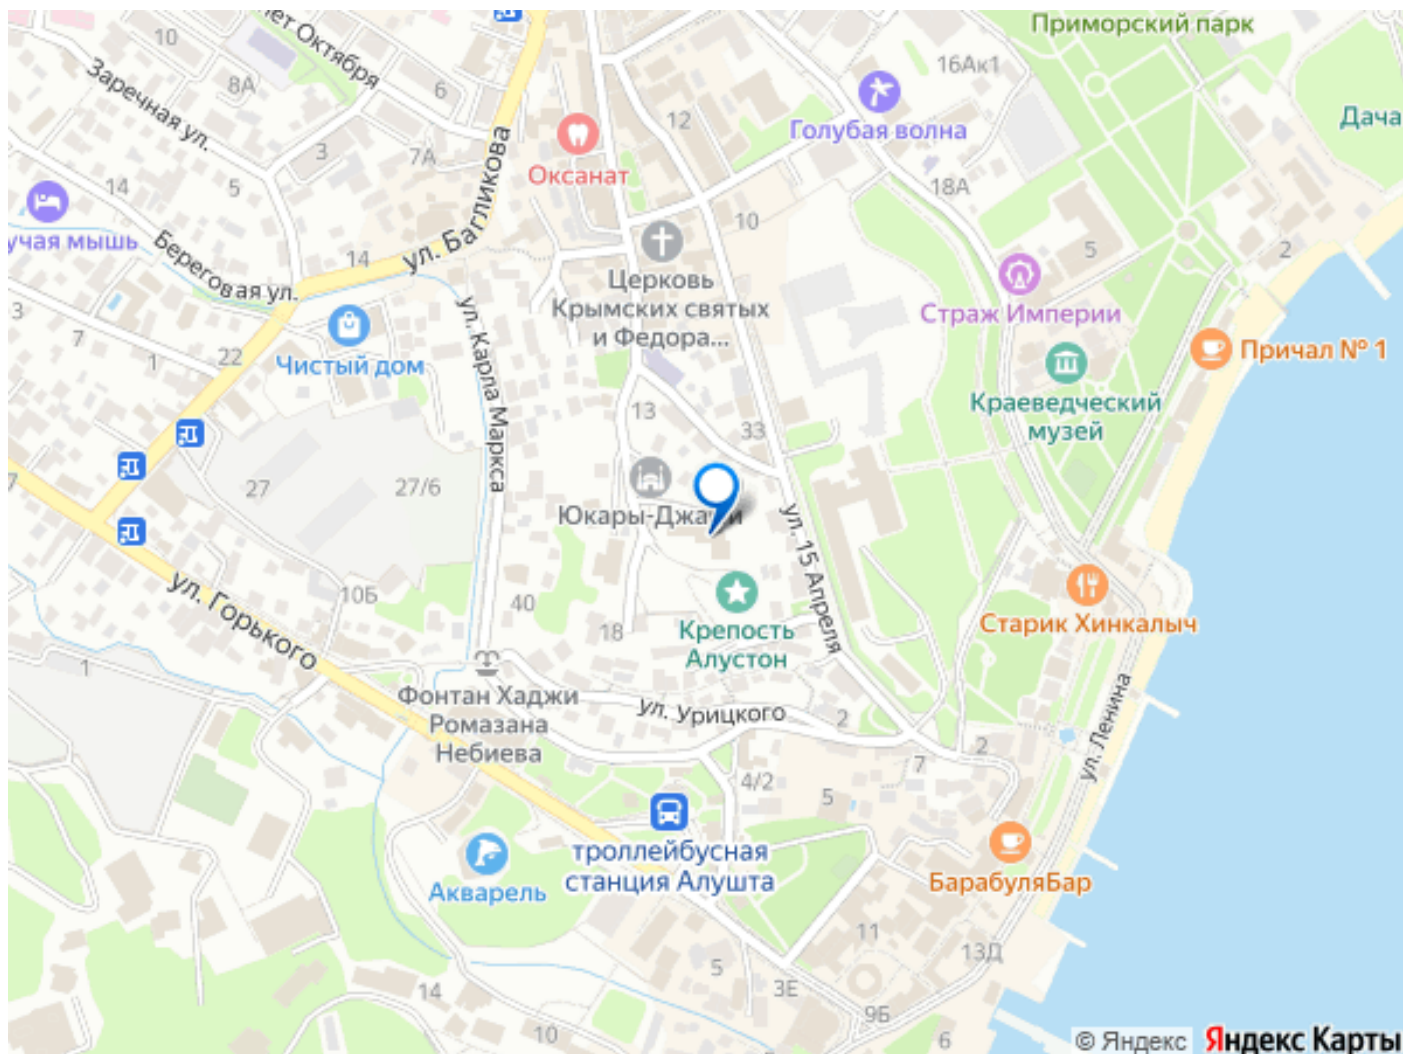 Приморский парк
лет Октября
10
16Ак1
Заречная ул.
8А
6
Голубая волна
Дача
12
3
7А
Оксанат
ул. Багликова
14
5
18А
10
учая мышь
Береговая ул.
14
5
2
Церковь
Крымских святых
и Федора...
Страж Империи
3
7
1
22
Чистый дом
ул. Карла Маркса
Причал № 1
Краеведческий
музей
13
33
27
27/6
7
Юкары-Джами
ул. 15 Апреля
ул. Горького
10Б
40
18
Крепость
Алустон
Старик Хинкалыч
1
Фонтан Хаджи
Ромазана
Небиева
ул. Урицкого
2
2
7
ул. Ленина
4/2
5
троллейбусная
станция Алушта
Акварель
БарабуляБар
11
13Д
5
3Е
14
9Б
10
6
© Яндекс
Яндекс Карты